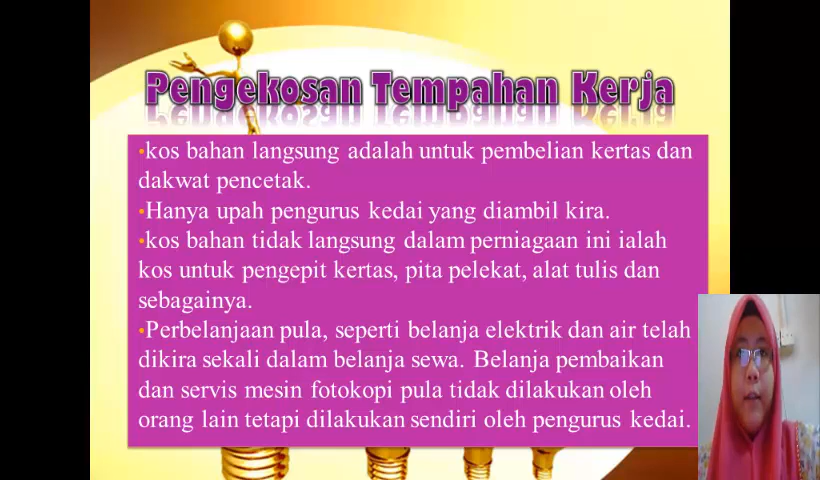 Pengekosan Tempahan Kerja
•kos bahan langsung adalah untuk pembelian kertas dan
dakwat pencetak.
•Hanya upah pengurus kedai yang diambil kira.
•kos bahan tidak langsung dalam perniagaan ini ialah
kos untuk pengepit kertas, pita pelekat, alat tulis dan
sebagainya.
•Perbelanjaan pula, seperti belanja elektrik dan air telah
dikira sekali dalam belanja sewa. Belanja pembaikan
dan servis mesin fotokopi pula tidak dilakukan oleh
orang lain tetapi dilakukan sendiri oleh pengurus kedai.